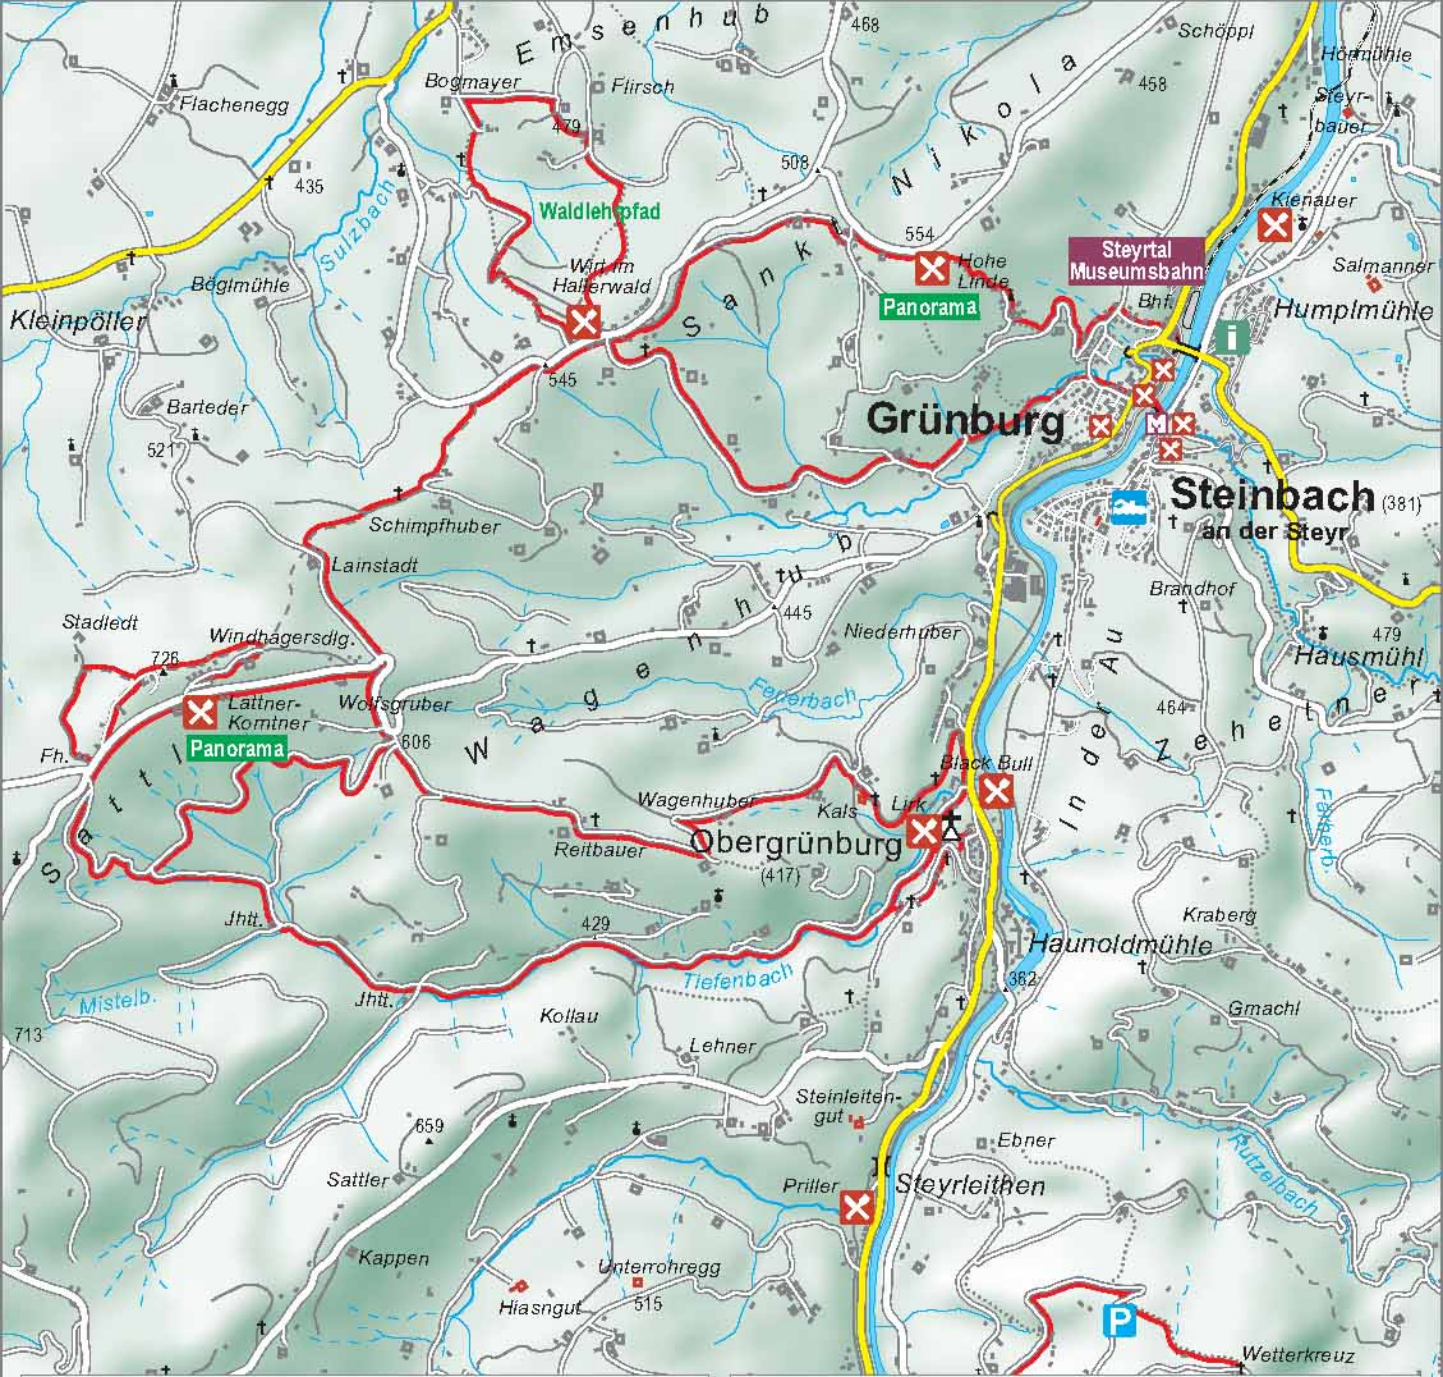 Emsenhub
468
Schöppl
Hörmühle
Bogmayer
Flirsch
Flachenegg
458
Steyr-
bauer
479
Nikola
508
435
Kienauer
Waldlehrpfad
Sulzbach
554
Steyrtal
Museumsbahn
Hohe
Linde
Salmanner
Wirt im
Hallerwald
Böglmühle
Sankt
Panorama
Bhf.
Humplmühle
Kleinpöller
i
545
Barteder
Grünburg
M
521
Steinbach (381)
an der Steyr
Schimpfhuber
Lainstadt
Brandhof
Stadledt
Windhagersdlg.
445
Niederhuber
479
Hausmühl
726
Lattner-
Komtner
Wolfsgruber
Feuerbach
464
Wagenhub
In der Au
Zehetner
Fh.
Panorama
606
Sattl
Black Bull
Wagenhuber
Kals
Lirk
Färberb.
Reitbauer
Obergrünburg
(417)
Jhtt.
429
Kraberg
Haunoldmühle
Tiefenbach
382
Mistelb.
Jhtt.
Gmachl
713
Kollau
Lehner
Steinleiten-
gut
659
Ebner
Rutzelbach
Sattler
Priller
Steyrleithen
Kappen
Unterrohregg
Hiasngut
515
P
Wetterkreuz